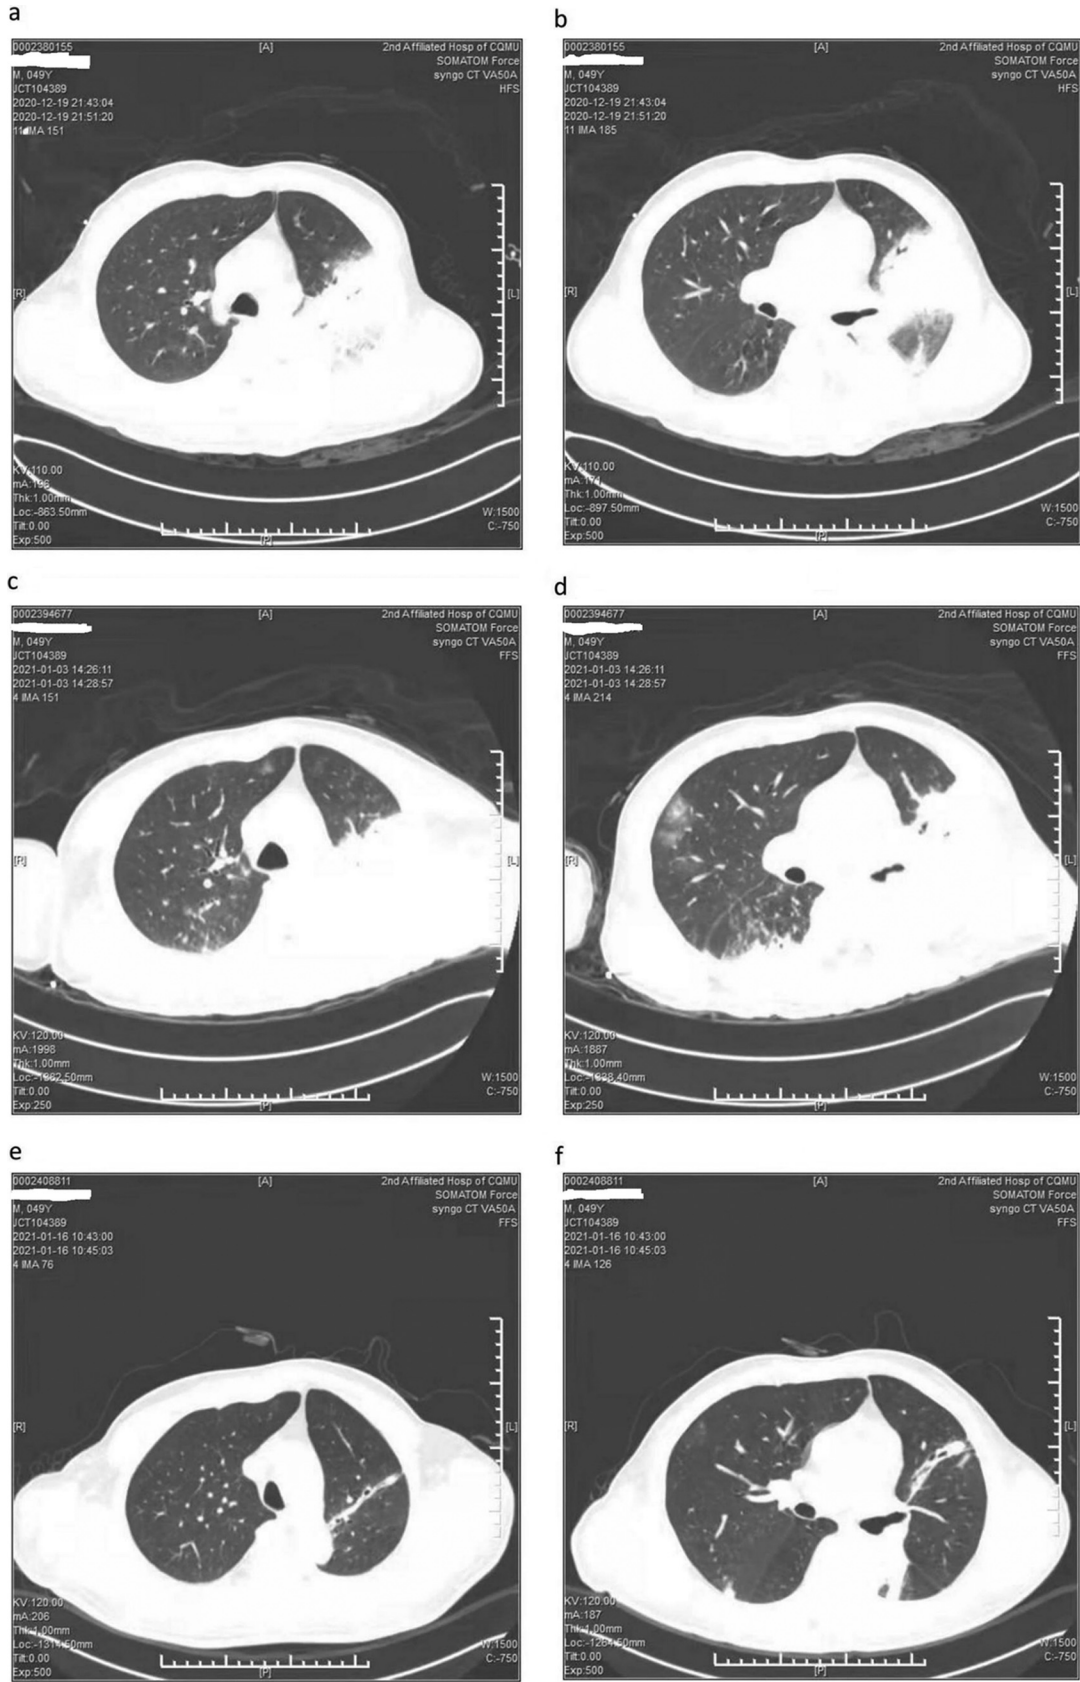 a
0002380155
[A]
2nd Affiliated Hosp of CQMU
SOMATOM Force
M, 049Y
syngo CT VA50A
JCT104389
HFS
2020-12-19 21:43:04
2020-12-19 21:51:20
11 IMA 151
[R]
[L]
KV:110.00
mA:198
Thk:1.00mm
Loc:-863.50mm
W:1500
Tilt:0.00
C:-750
Exp:500
[P]
b
0002380155
[A]
2nd Affiliated Hosp of CQMU
SOMATOM Force
M, 049Y
syngo CT VA50A
JCT104389
HFS
2020-12-19 21:43:04
2020-12-19 21:51:20
11 IMA 185
[R]
[L]
KV:110.00
mA:171
Thk:1.00mm
Loc:-897.50mm
W:1500
Tilt:0.00
C:-750
Exp:500
[P]
c
0002394677
[A]
2nd Affiliated Hosp of CQMU
SOMATOM Force
M, 049Y
syngo CT VA50A
JCT104389
FFS
2021-01-03 14:26:11
2021-01-03 14:28:57
4 IMA 151
[R]
[L]
KV:120.00
mA:1998
Thk:1.00mm
W:1500
Tilt:0.00
C:-750
Exp:250
[P]
d
0002394677
[A]
2nd Affiliated Hosp of CQMU
SOMATOM Force
M, 049Y
syngo CT VA50A
JCT104389
FFS
2021-01-03 14:26:11
2021-01-03 14:28:57
4 IMA 214
[R]
[L]
KV:120.00
mA:1887
Thk:1.00mm
W:1500
Tilt:0.00
C:-750
Exp:250
[P]
e
0002408811
[A]
2nd Affiliated Hosp of CQMU
SOMATOM Force
M, 049Y
syngo CT VA50A
JCT104389
FFS
2021-01-16 10:43:00
2021-01-16 10:45:03
4 IMA 76
[R]
[L]
KV:120.00
mA:206
Thk:1.00mm
Loc:-1314.50mm
W:1500
Tilt:0.00
C:-750
Exp:500
[P]
f
0002408811
[A]
2nd Affiliated Hosp of CQMU
SOMATOM Force
M, 049Y
syngo CT VA50A
JCT104389
FFS
2021-01-16 10:43:00
2021-01-16 10:45:03
4 IMA 126
[R]
[L]
KV:120.00
mA:187
Thk:1.00mm
Loc:-1264.50mm
W:1500
Tilt:0.00
C:-750
Exp:500
[P]